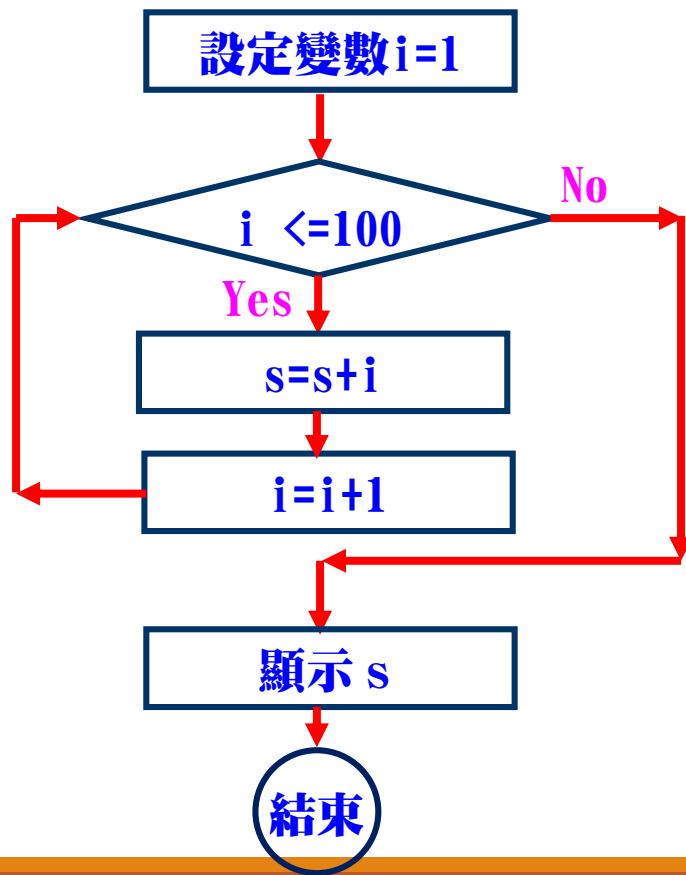 設定變數i=1
i <=100
No
Yes
s=s+i
i=i+1
顯示 s
結束